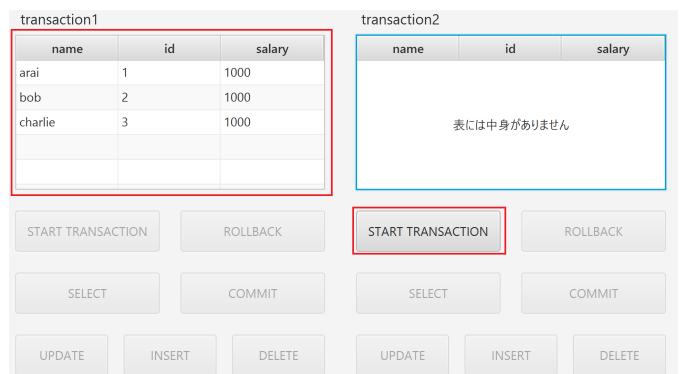 transaction1
name id salary
arai 1 1000
bob 2 1000
charlie 3 1000
START TRANSACTION ROLLBACK
SELECT COMMIT
UPDATE INSERT DELETE
transaction2
name id salary
表には中身がありません
START TRANSACTION ROLLBACK
SELECT COMMIT
UPDATE INSERT DELETE